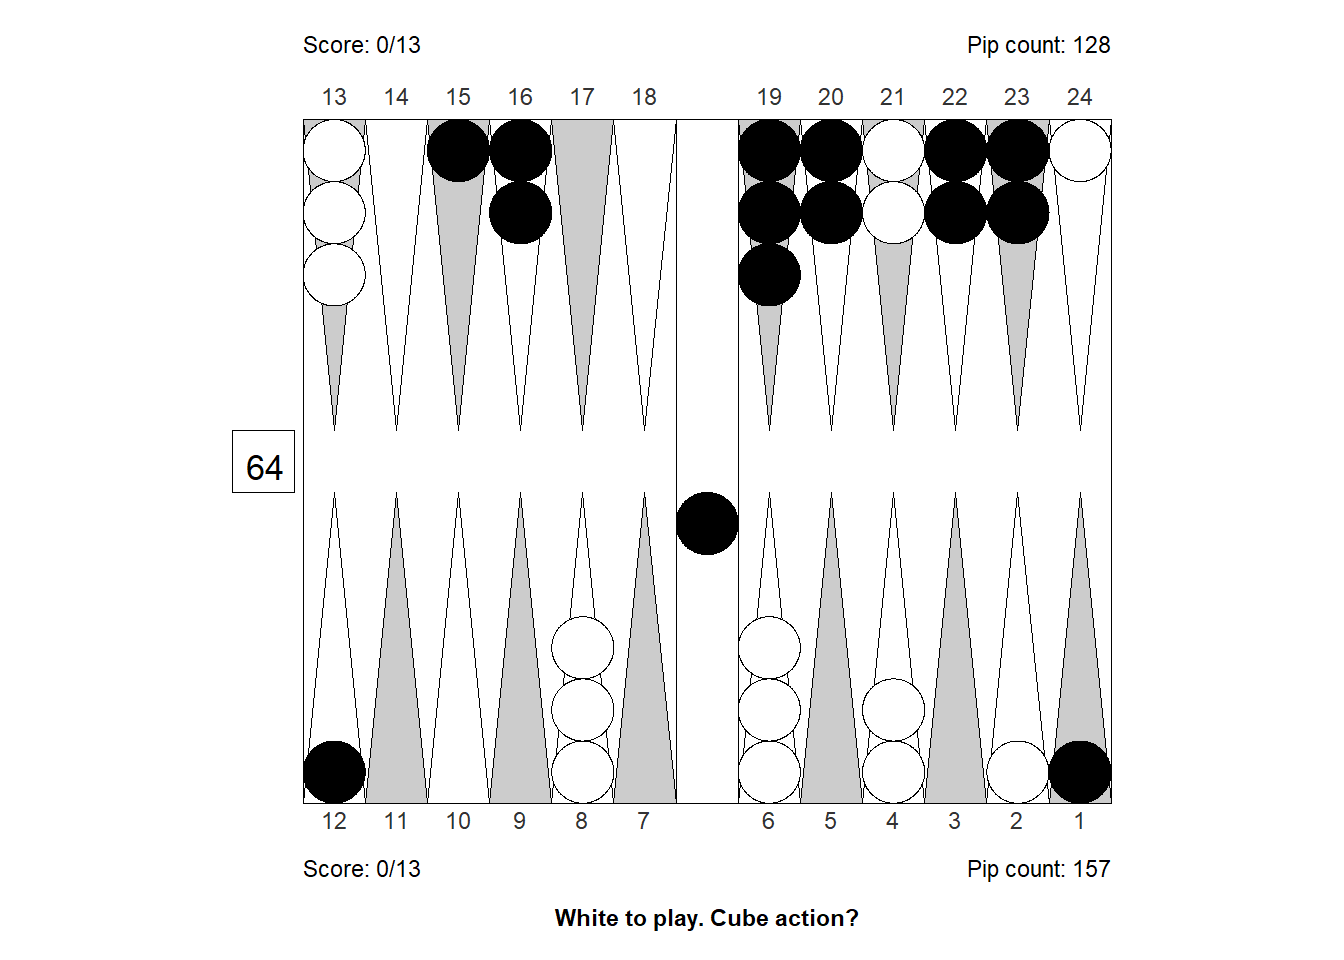 Score: 0/13 Pip count: 128
13 14 15 16 17 18 19 20 21 22 23 24
64
12 11 10 9 8 7 6 5 4 3 2 1
Score: 0/13 Pip count: 157
White to play. Cube action?